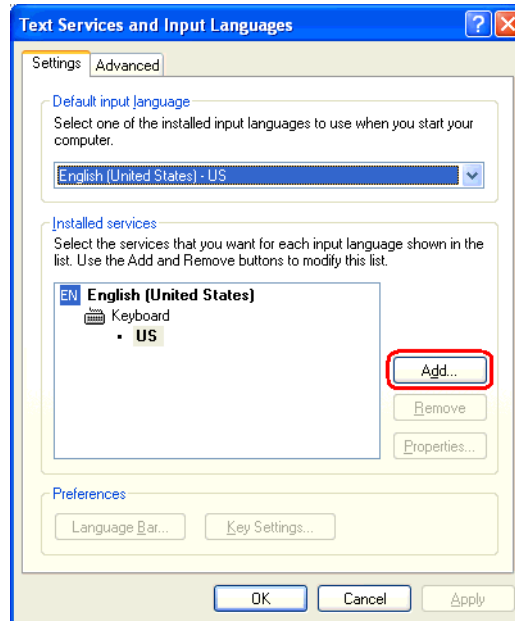 Text Services and Input Languages
Settings
Advanced
Default input language
Select one of the installed input languages to use when you start your
computer.
English (United States) - US
Installed services
Select the services that you want for each input language shown in the
list. Use the Add and Remove buttons to modify this list.
EN English (United States)
Keyboard
• US
Add...
Remove
Properties...
Preferences
Language Bar...
Key Settings...
OK
Cancel
Apply